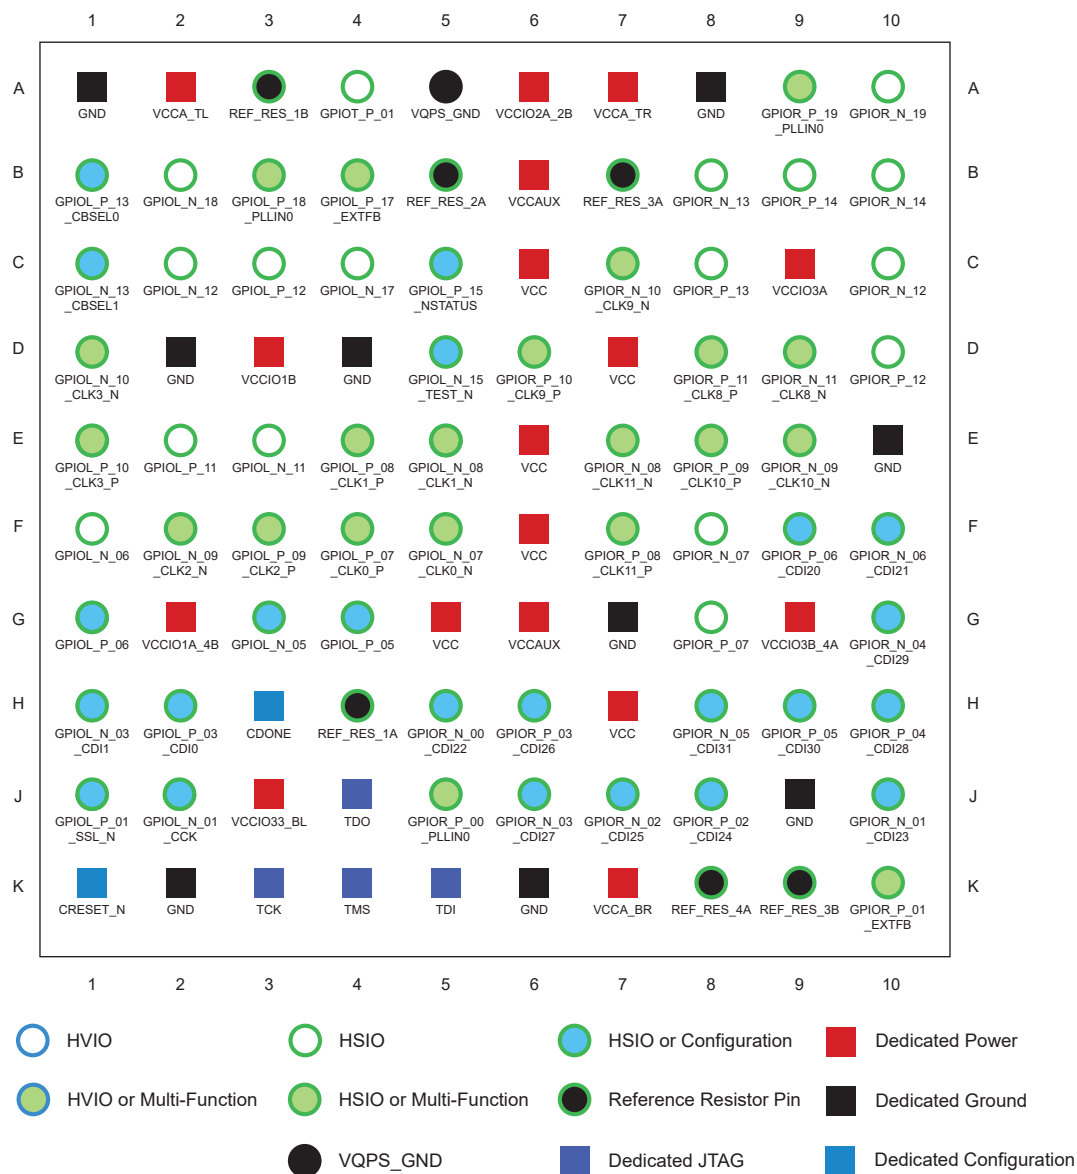 1 2 3 4 5 6 7 8 9 10
A A
GND VCCA_TL REF_RES_1B GPIOT_P_01 VQPS_GND VCCIO2A_2B VCCA_TR GND GPIOR_P_19 GPIOR_N_19
_PLLIN0
B B
GPIOL_P_13 GPIOL_N_18 GPIOL_P_18 GPIOL_P_17 REF_RES_2A VCCAUX REF_RES_3A GPIOR_N_13 GPIOR_P_14 GPIOR_N_14
_CBSEL0 _PLLIN0 _EXTFB
C C
GPIOL_N_13 GPIOL_N_12 GPIOL_P_12 GPIOL_N_17 GPIOL_P_15 VCC GPIOR_N_10 GPIOR_P_13 VCCIO3A GPIOR_N_12
_CBSEL1 _NSTATUS _CLK9_N
D D
GPIOL_N_10 GND VCCIO1B GND GPIOL_N_15 GPIOR_P_10 VCC GPIOR_P_11 GPIOR_N_11 GPIOR_P_12
_CLK3_N _TEST_N _CLK9_P _CLK8_P _CLK8_N
E E
GPIOL_P_10 GPIOL_P_11 GPIOL_N_11 GPIOL_P_08 GPIOL_N_08 VCC GPIOR_N_08 GPIOR_P_09 GPIOR_N_09 GND
_CLK3_P _CLK1_P _CLK1_N _CLK11_N _CLK10_P _CLK10_N
F F
GPIOL_N_06 GPIOL_N_09 GPIOL_P_09 GPIOL_P_07 GPIOL_N_07 VCC GPIOR_P_08 GPIOR_N_07 GPIOR_P_06 GPIOR_N_06
_CLK2_N _CLK2_P _CLK0_P _CLK0_N _CLK11_P _CDI20 _CDI21
G G
GPIOL_P_06 VCCIO1A_4B GPIOL_N_05 GPIOL_P_05 VCC VCCAUX GND GPIOR_P_07 VCCIO3B_4A GPIOR_N_04
_CDI29
H H
GPIOL_N_03 GPIOL_P_03 CDONE REF_RES_1A GPIOR_N_00 GPIOR_P_03 VCC GPIOR_N_05 GPIOR_P_05 GPIOR_P_04
_CDI1 _CDI0 _CDI22 _CDI26 _CDI31 _CDI30 _CDI28
J J
GPIOL_P_01 GPIOL_N_01 VCCIO33_BL TDO GPIOR_P_00 GPIOR_N_03 GPIOR_N_02 GPIOR_P_02 GND GPIOR_N_01
_SSL_N _CCK _PLLIN0 _CDI27 _CDI25 _CDI24 _CDI23
K K
CRESET_N GND TCK TMS TDI GND VCCA_BR REF_RES_4A REF_RES_3B GPIOR_P_01
_EXTFB
1 2 3 4 5 6 7 8 9 10
HVIO HSIO HSIO or Configuration Dedicated Power
HVIO or Multi-Function HSIO or Multi-Function Reference Resistor Pin Dedicated Ground
VQPS_GND Dedicated JTAG Dedicated Configuration